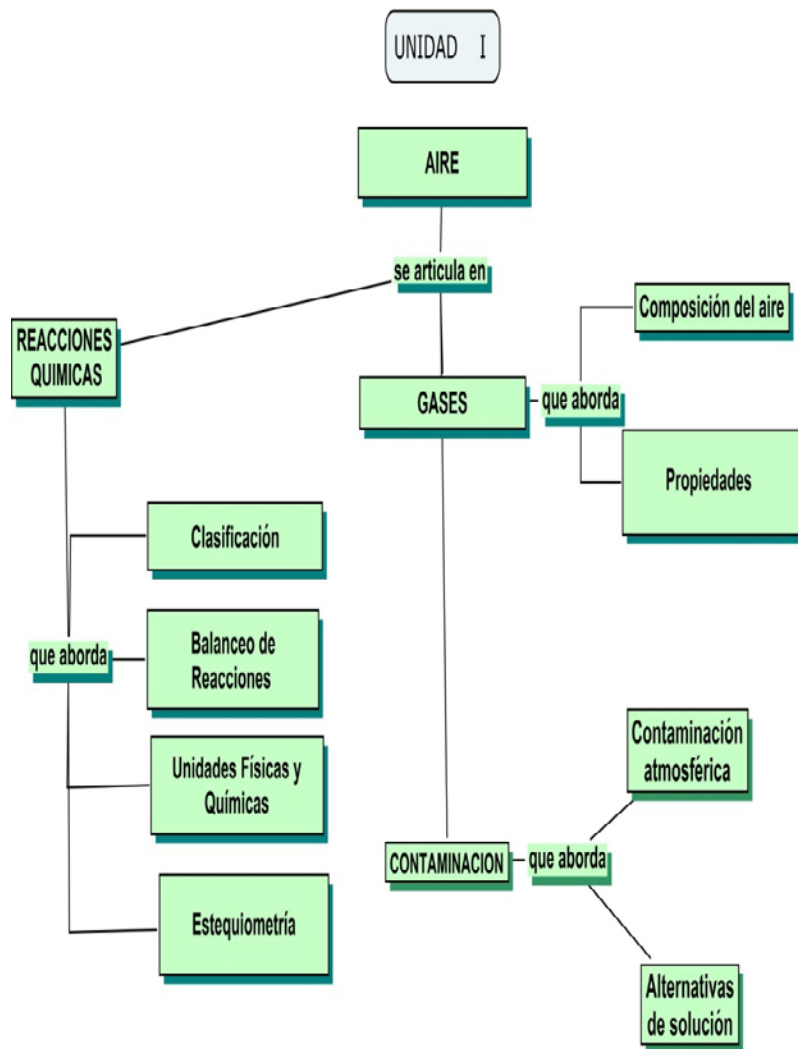 UNIDAD I
AIRE
se articula en
REACCIONES
QUIMICAS
GASES
que aborda
Composición del aire
Propiedades
que aborda
Clasificación
Balanceo de
Reacciones
Unidades Físicas y
Químicas
Estequiometría
CONTAMINACION
que aborda
Contaminación
atmosférica
Alternativas
de solución